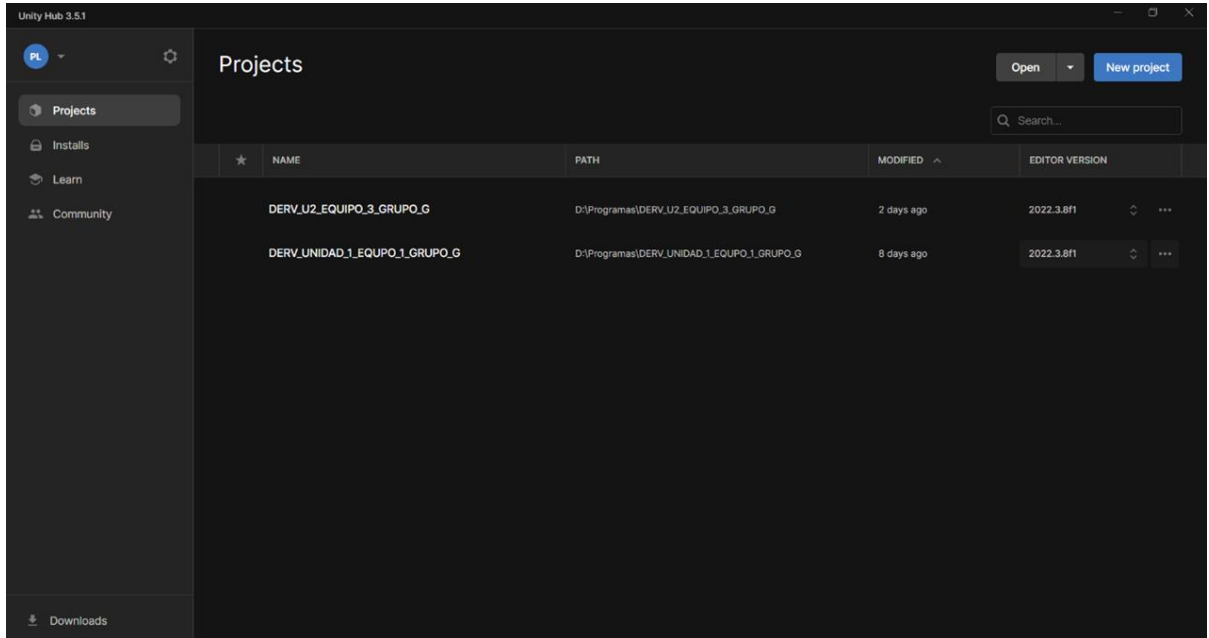 Unity Hub 3.5.1
PL
Projects
Open
New project
Projects
Installs
Learn
Community
Search...
NAME PATH MODIFIED EDITOR VERSION
DERV_U2_EQUIPO_3_GRUPO_G D:\Programas\DERV_U2_EQUIPO_3_GRUPO_G 2 days ago 2022.3.8f1
DERV_UNIDAD_1_EQUPO_1_GRUPO_G D:\Programas\DERV_UNIDAD_1_EQUPO_1_GRUPO_G 8 days ago 2022.3.8f1
Downloads